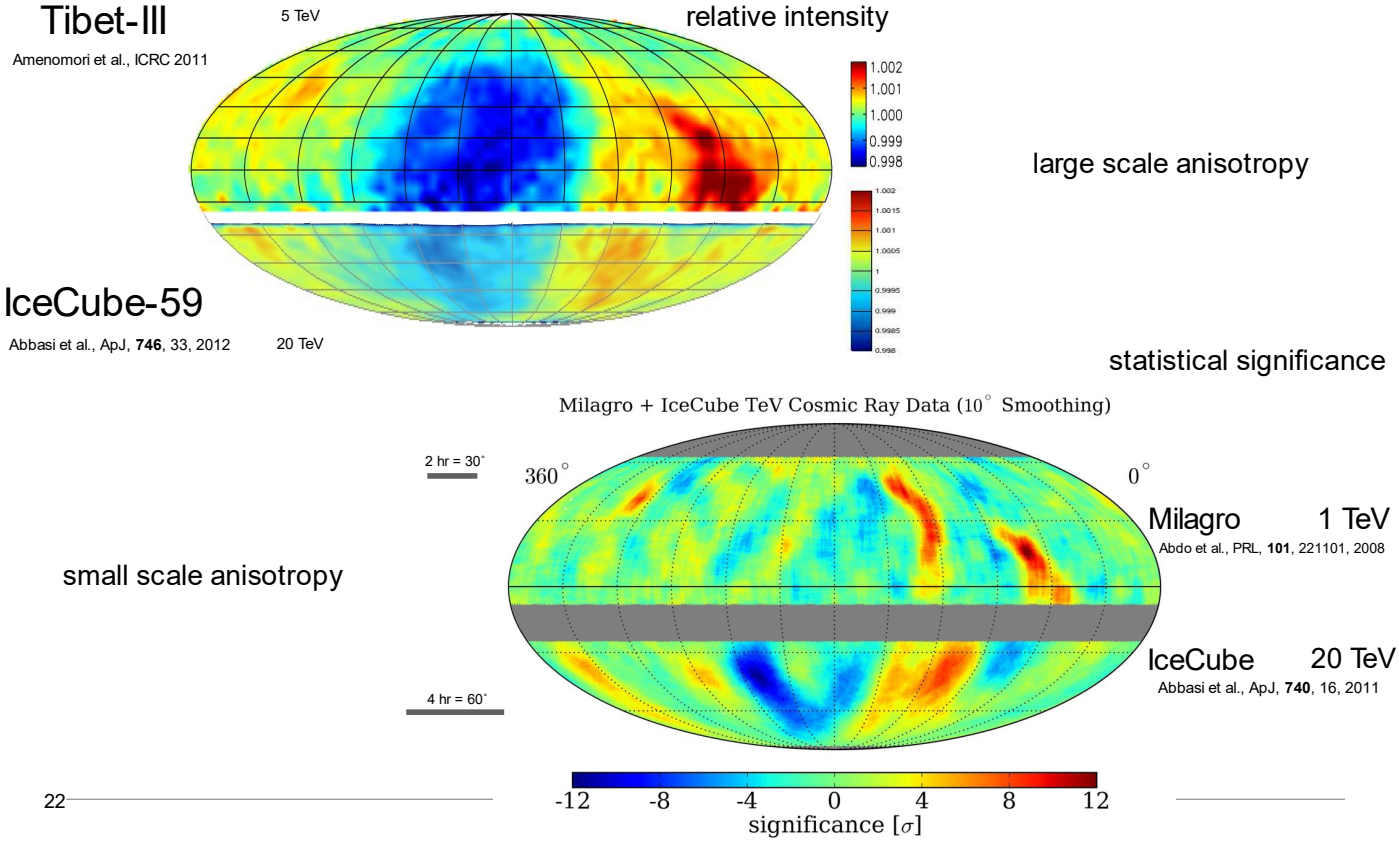 Tibet-III
5 TeV
relative intensity
Amenomori et al., ICRC 2011
1.002
1.001
1.000
0.999
0.998
large scale anisotropy
1.002
1.0015
1.001
1.0005
1
0.9995
0.999
0.9985
0.998
IceCube-59
Abbasi et al., ApJ, 746, 33, 2012
20 TeV
statistical significance
Milagro + IceCube TeV Cosmic Ray Data (10° Smoothing)
2 hr = 30°
360°
0°
Milagro 1 TeV
Abdo et al., PRL, 101, 221101, 2008
small scale anisotropy
IceCube 20 TeV
Abbasi et al., ApJ, 740, 16, 2011
4 hr = 60°
-12 -8 -4 0 4 8 12
significance [σ]
22